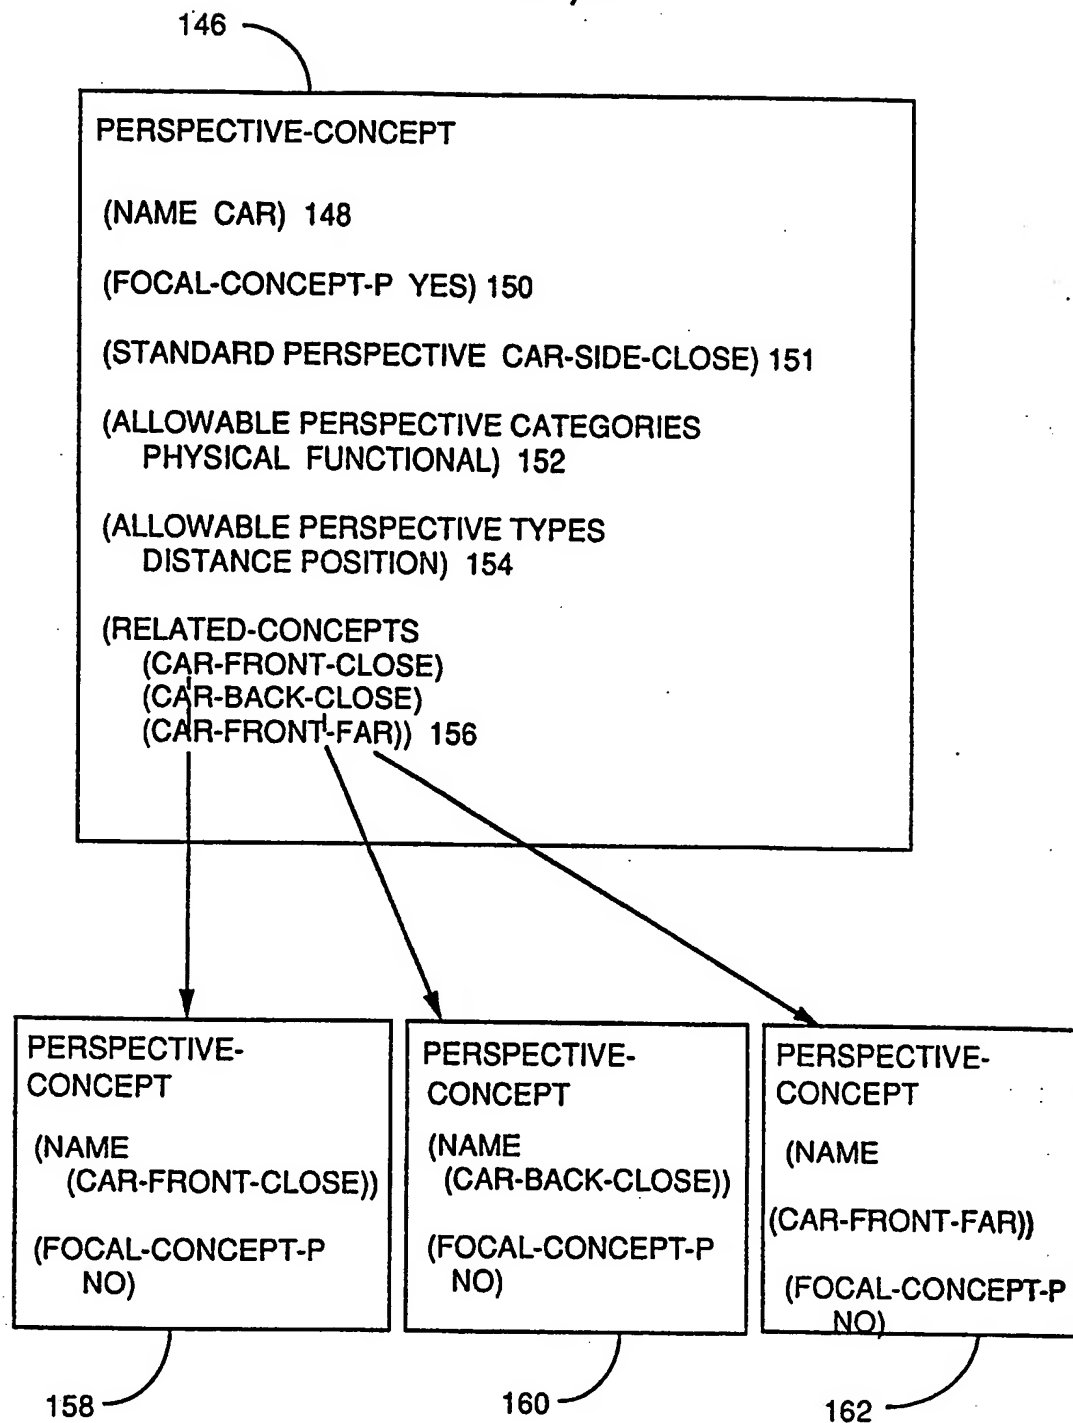 146
PERSPECTIVE-CONCEPT
(NAME CAR) 148
(FOCAL-CONCEPT-P YES) 150
(STANDARD PERSPECTIVE CAR-SIDE-CLOSE) 151
(ALLOWABLE PERSPECTIVE CATEGORIES
PHYSICAL FUNCTIONAL) 152
(ALLOWABLE PERSPECTIVE TYPES
DISTANCE POSITION) 154
(RELATED-CONCEPTS
(CAR-FRONT-CLOSE)
(CAR-BACK-CLOSE)
(CAR-FRONT-FAR)) 156
PERSPECTIVE-
CONCEPT
(NAME
(CAR-FRONT-CLOSE))
(FOCAL-CONCEPT-P
NO)
158
PERSPECTIVE-
CONCEPT
(NAME
(CAR-BACK-CLOSE))
(FOCAL-CONCEPT-P
NO)
160
PERSPECTIVE-
CONCEPT
(NAME
(CAR-FRONT-FAR))
(FOCAL-CONCEPT-P
NO)
162